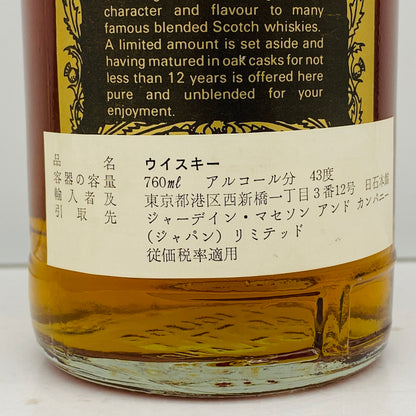 character and flavour to many
famous blended Scotch whiskies.
A limited amount is set aside and
having matured in oak casks for not
less than 12 years is offered here
pure and unblended for your
enjoyment.
品名 ウイスキー
容器の容量 760ml アルコール分 43度
輸入者及 東京都港区西新橋一丁目3番12号 日石本館
引取先 ジャーデイン・マセソン アンド カンパニー
(ジャパン) リミテッド
従価税率適用